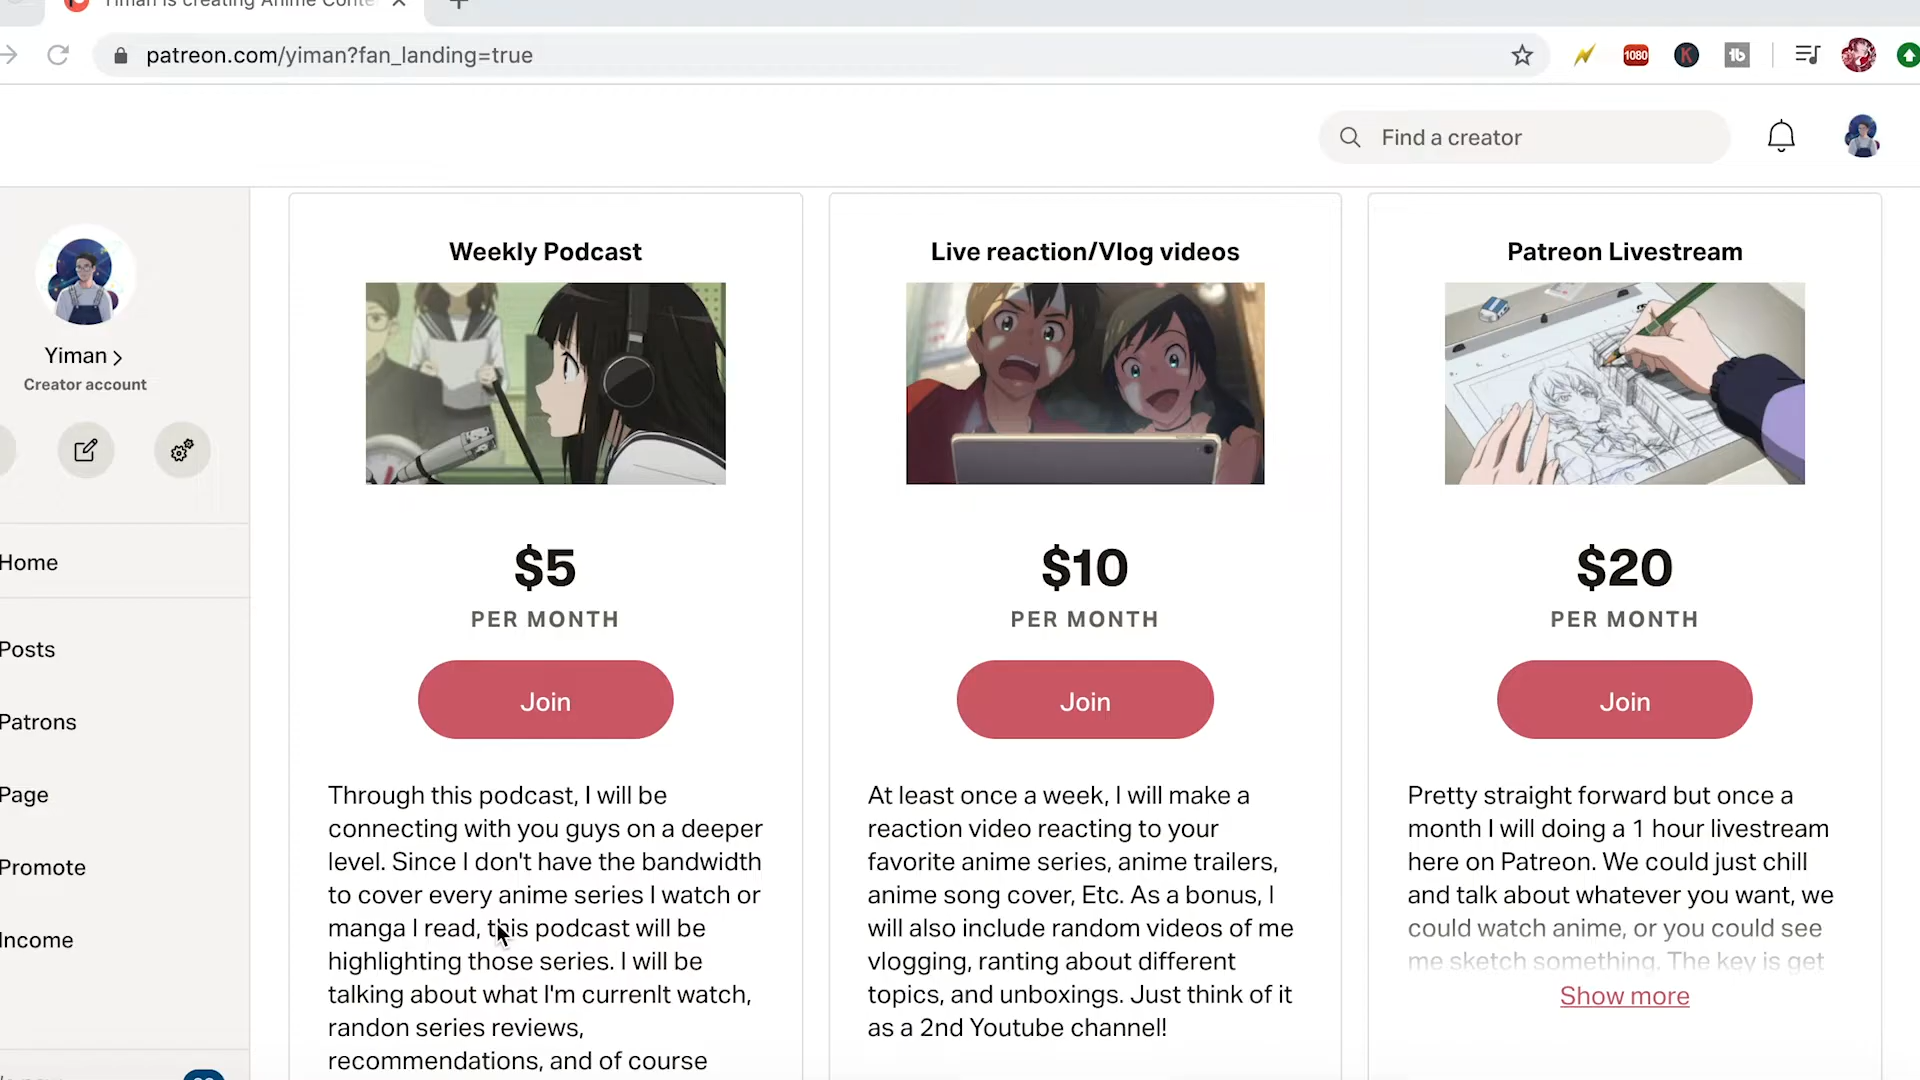 Yiman is creating Anime Conte
patreon.com/yiman?fan_landing=true
1080
K
tb
Find a creator
Yiman
Creator account
Home
Posts
Patrons
Page
Promote
Income
Weekly Podcast
$5
PER MONTH
Join
Through this podcast, I will be
connecting with you guys on a deeper
level. Since I don't have the bandwidth
to cover every anime series I watch or
manga I read, this podcast will be
highlighting those series. I will be
talking about what I'm currenlt watch,
randon series reviews,
recommendations, and of course
Live reaction/Vlog videos
$10
PER MONTH
Join
At least once a week, I will make a
reaction video reacting to your
favorite anime series, anime trailers,
anime song cover, Etc. As a bonus, I
will also include random videos of me
vlogging, ranting about different
topics, and unboxings. Just think of it
as a 2nd Youtube channel!
Patreon Livestream
$20
PER MONTH
Join
Pretty straight forward but once a
month I will doing a 1 hour livestream
here on Patreon. We could just chill
and talk about whatever you want, we
could watch anime, or you could see
me sketch something. The key is get
Show more